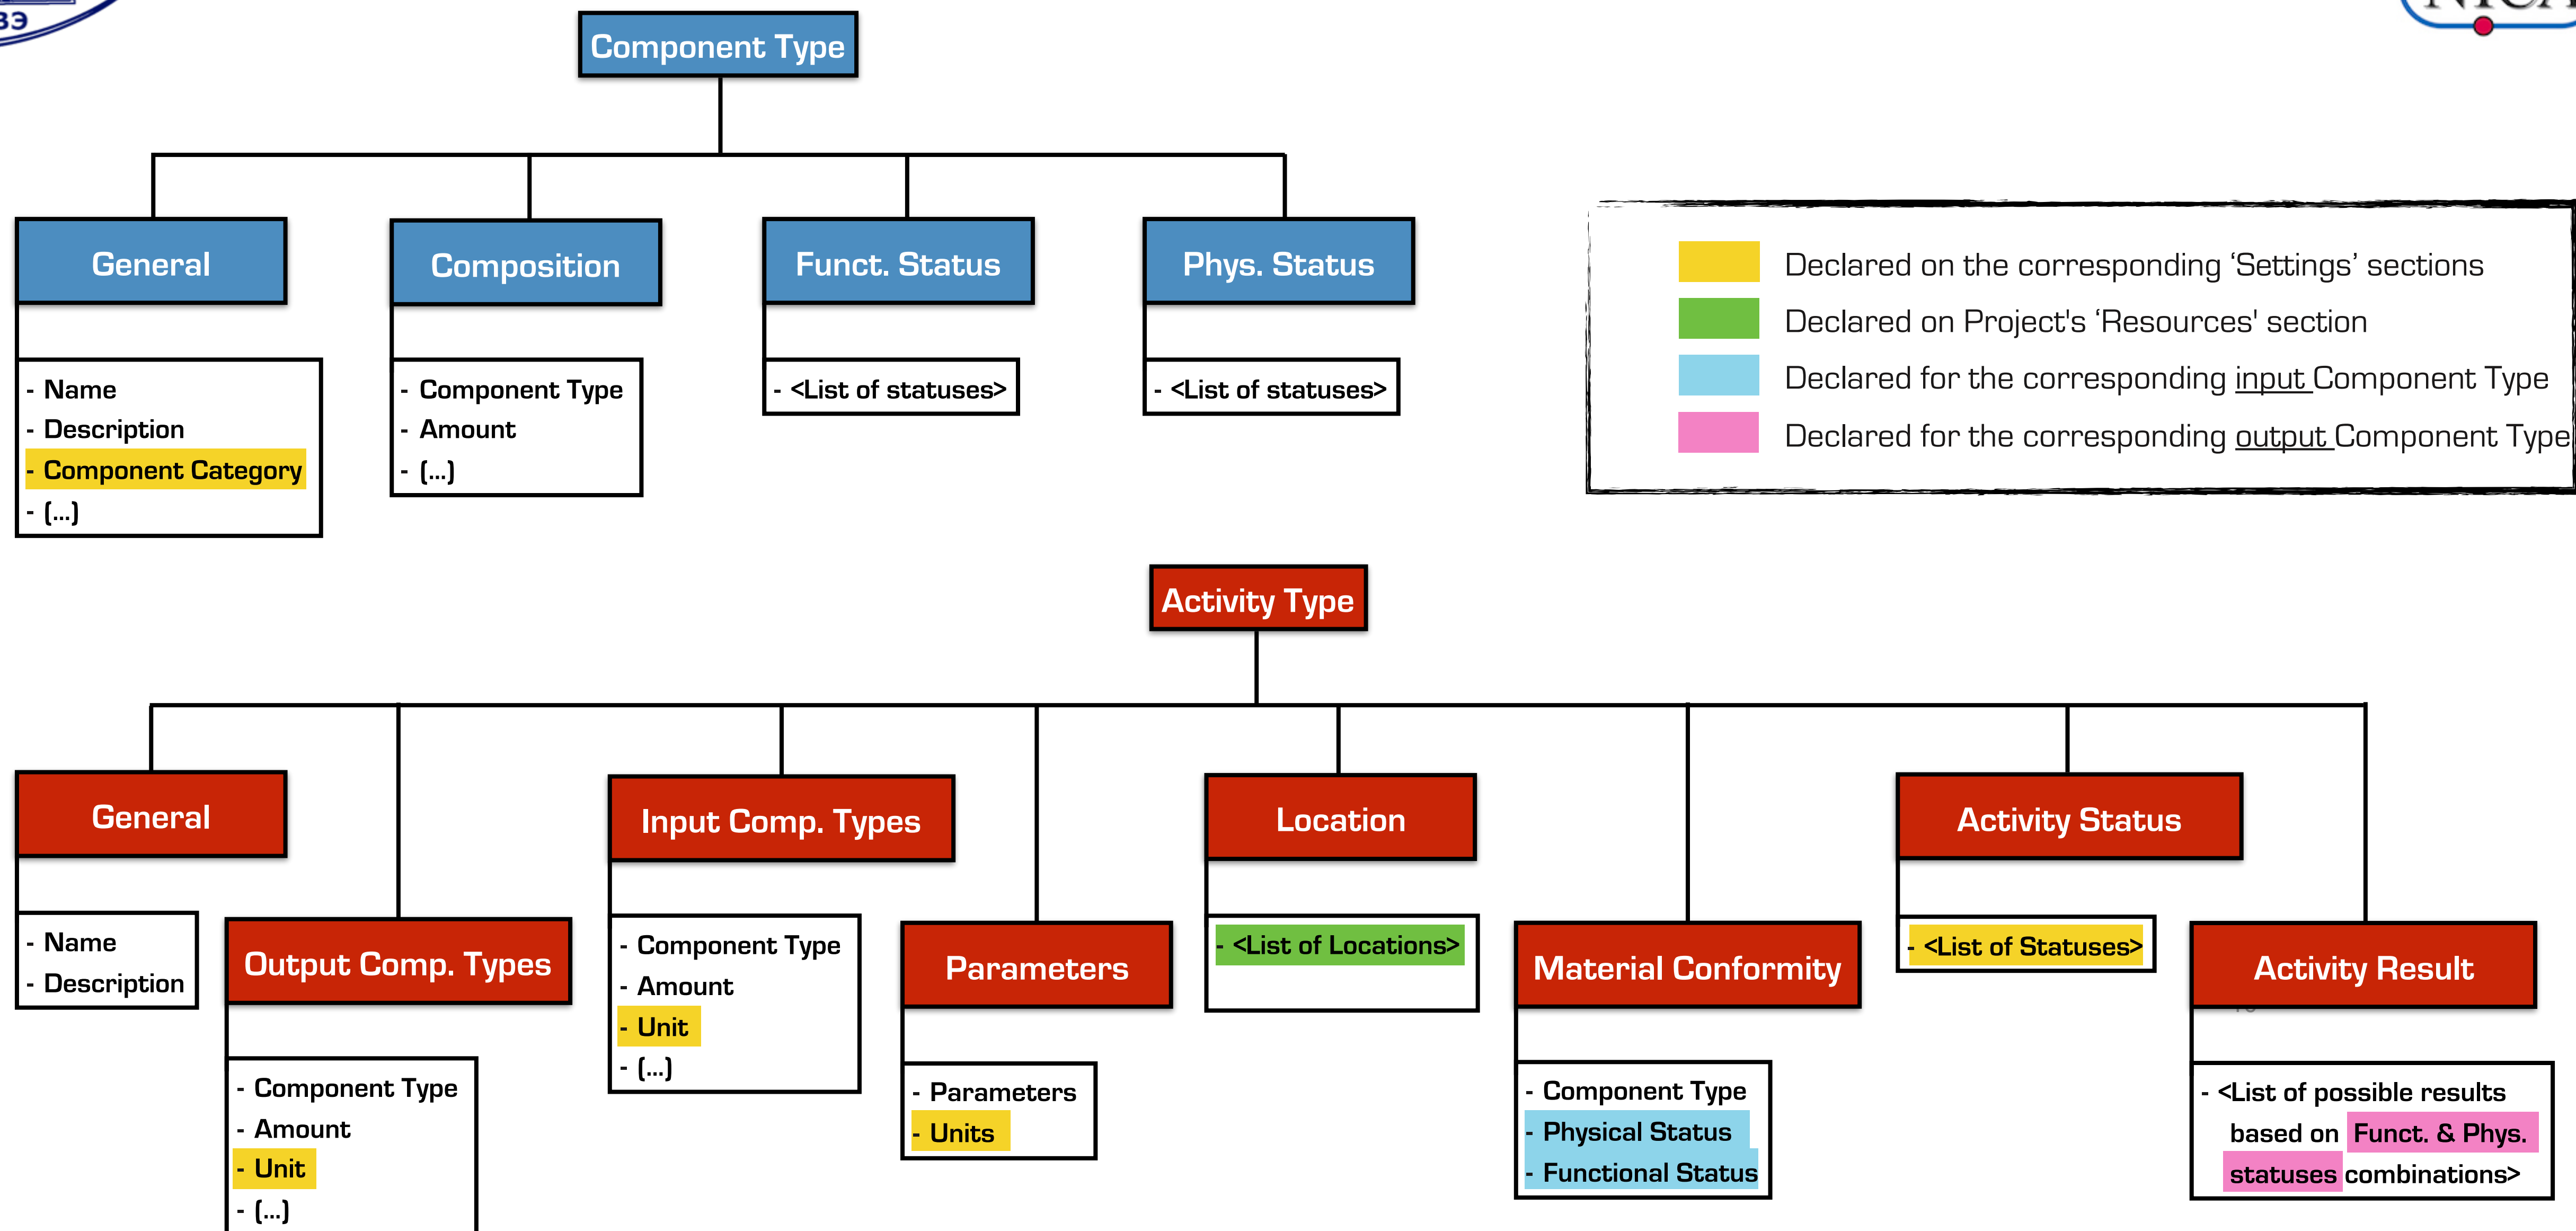 ВЭ
NICA
Component Type
General
Composition
Funct. Status
Phys. Status
- Name
- Description
- Component Category
- (...)
- Component Type
- Amount
- (...)
- <List of statuses>
- <List of statuses>
Declared on the corresponding ‘Settings’ sections
Declared on Project's ‘Resources' section
Declared for the corresponding input Component Type
Declared for the corresponding output Component Type
Activity Type
General
Input Comp. Types
Location
Activity Status
- Name
- Description
Output Comp. Types
- Component Type
- Amount
- Unit
- (...)
- Component Type
- Amount
- Unit
- (...)
Parameters
- Parameters
- Units
- <List of Locations>
Material Conformity
- Component Type
- Physical Status
- Functional Status
- <List of Statuses>
Activity Result
- <List of possible results
based on Funct. & Phys.
statuses combinations>